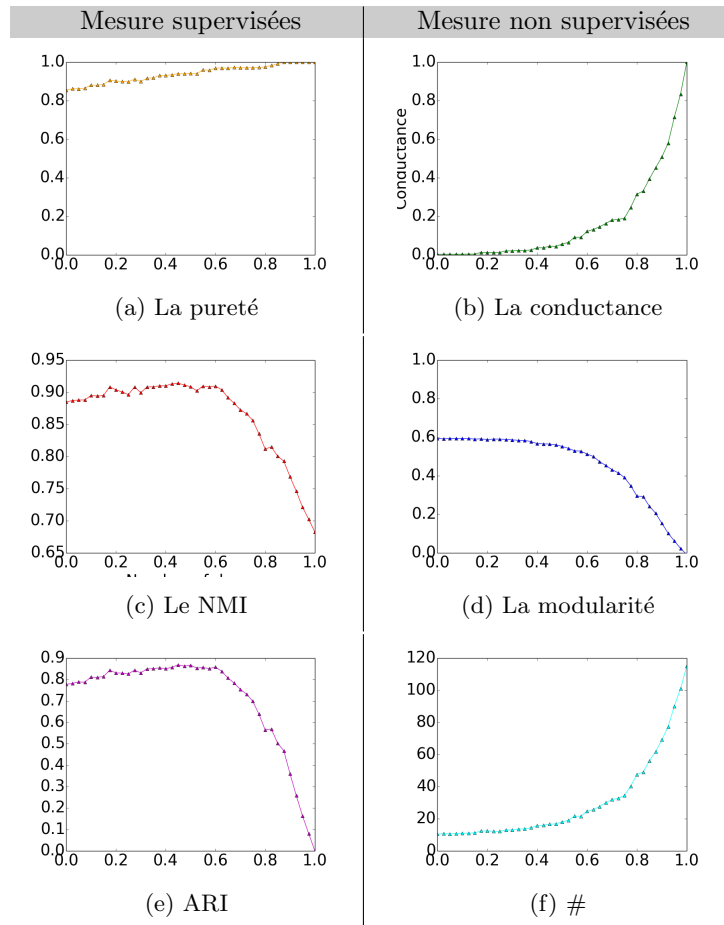 Mesure supervisées
Mesure non supervisées
1.0
0.8
0.6
0.4
0.2
0.0
0.0 0.2 0.4 0.6 0.8 1.0
(a) La pureté
1.0
0.8
0.6
0.4
0.2
0.0
Conductance
0.0 0.2 0.4 0.6 0.8 1.0
(b) La conductance
0.95
0.90
0.85
0.80
0.75
0.70
0.65
0.0 0.2 0.4 0.6 0.8 1.0
(c) Le NMI
1.0
0.8
0.6
0.4
0.2
0.0
0.0 0.2 0.4 0.6 0.8 1.0
(d) La modularité
0.9
0.8
0.7
0.6
0.5
0.4
0.3
0.2
0.1
0.0
0.0 0.2 0.4 0.6 0.8 1.0
(e) ARI
120
100
80
60
40
20
0
0.0 0.2 0.4 0.6 0.8 1.0
(f) #